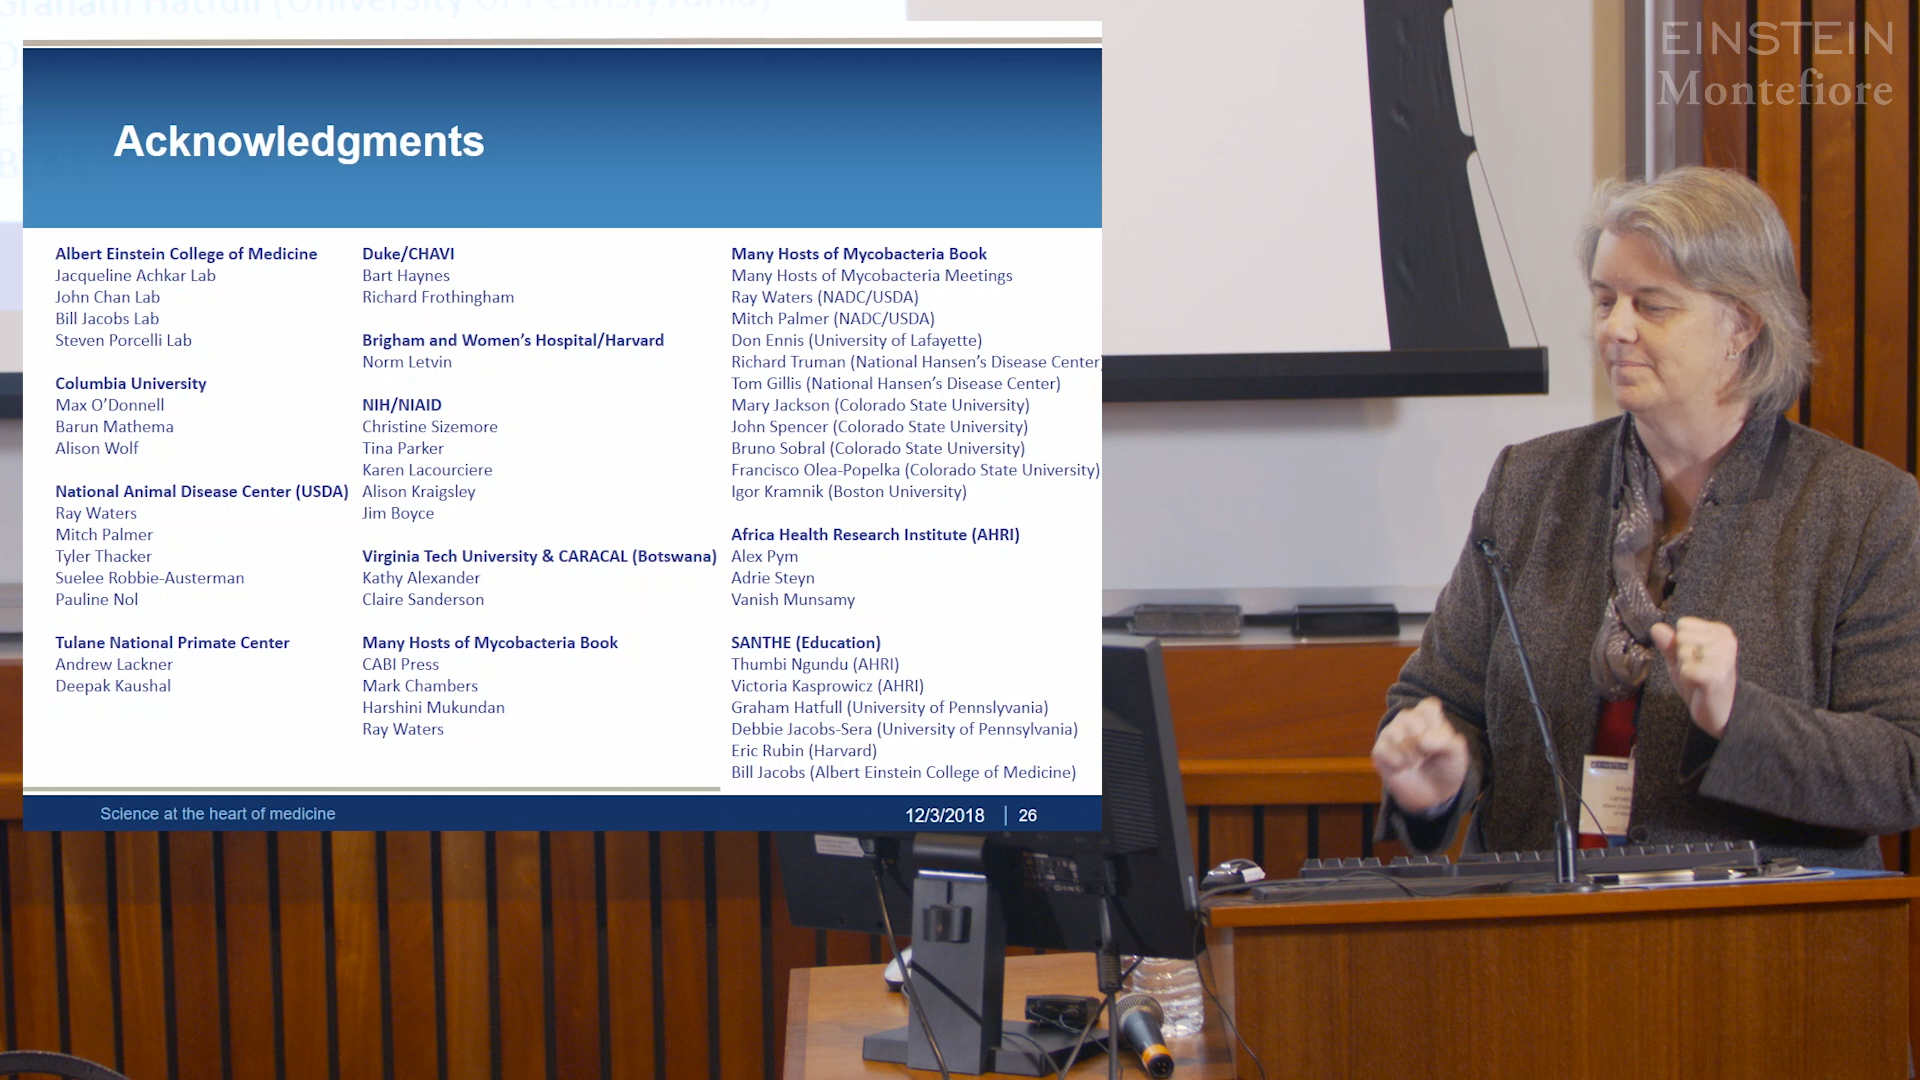 Graham Hatfull (University of Pennslyvania)
EINSTEIN
Montefiore
Acknowledgments
Albert Einstein College of Medicine
Jacqueline Achkar Lab
John Chan Lab
Bill Jacobs Lab
Steven Porcelli Lab
Columbia University
Max O’Donnell
Barun Mathema
Alison Wolf
National Animal Disease Center (USDA)
Ray Waters
Mitch Palmer
Tyler Thacker
Suelee Robbie-Austerman
Pauline Nol
Tulane National Primate Center
Andrew Lackner
Deepak Kaushal
Duke/CHAVI
Bart Haynes
Richard Frothingham
Brigham and Women’s Hospital/Harvard
Norm Letvin
NIH/NIAID
Christine Sizemore
Tina Parker
Karen Lacourciere
Alison Kraigsley
Jim Boyce
Virginia Tech University & CARACAL (Botswana)
Kathy Alexander
Claire Sanderson
Many Hosts of Mycobacteria Book
CABI Press
Mark Chambers
Harshini Mukundan
Ray Waters
Many Hosts of Mycobacteria Book
Many Hosts of Mycobacteria Meetings
Ray Waters (NADC/USDA)
Mitch Palmer (NADC/USDA)
Don Ennis (University of Lafayette)
Richard Truman (National Hansen’s Disease Center)
Tom Gillis (National Hansen’s Disease Center)
Mary Jackson (Colorado State University)
John Spencer (Colorado State University)
Bruno Sobral (Colorado State University)
Francisco Olea-Popelka (Colorado State University)
Igor Kramnik (Boston University)
Africa Health Research Institute (AHRI)
Alex Pym
Adrie Steyn
Vanish Munsamy
SANTHE (Education)
Thumbi Ngundu (AHRI)
Victoria Kasprowicz (AHRI)
Graham Hatfull (University of Pennslyvania)
Debbie Jacobs-Sera (University of Pennsylvania)
Eric Rubin (Harvard)
Bill Jacobs (Albert Einstein College of Medicine)
Science at the heart of medicine
12/3/2018 | 26